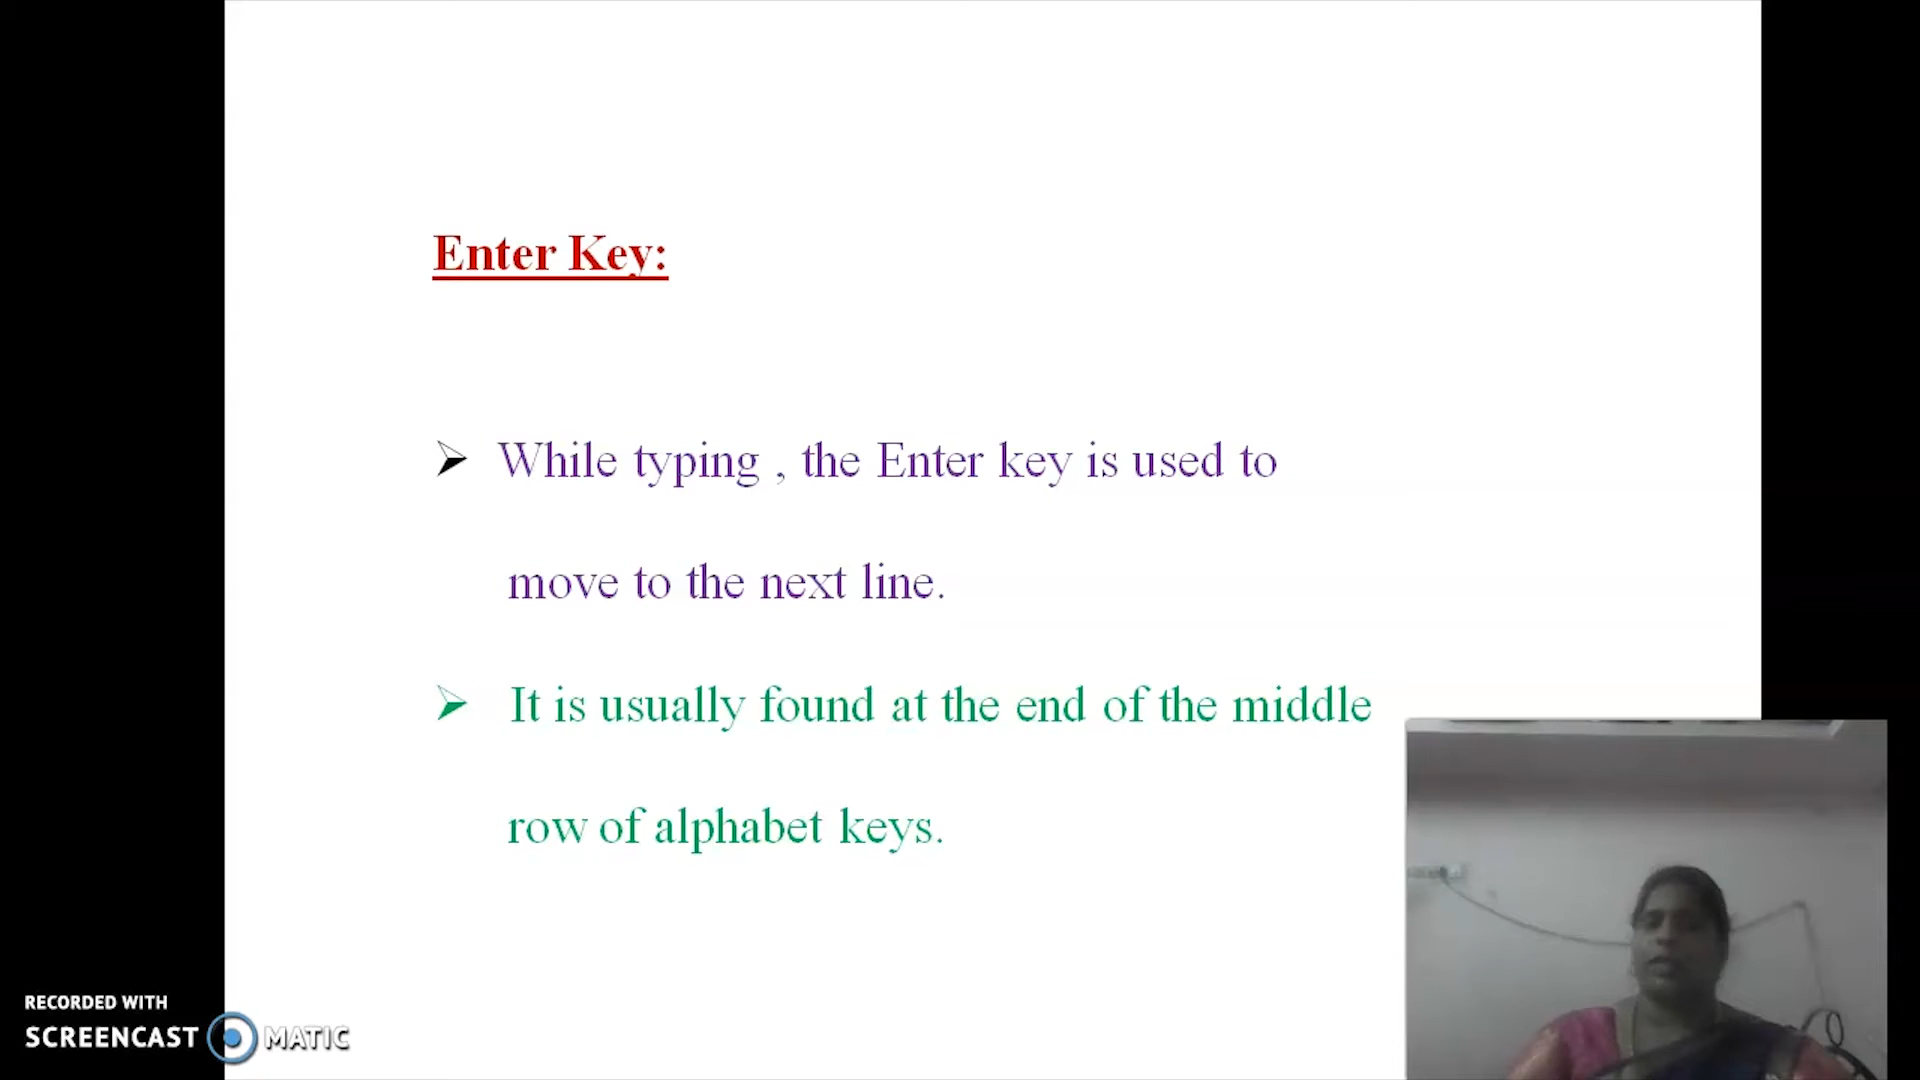 Enter Key:
While typing , the Enter key is used to
move to the next line.
It is usually found at the end of the middle
row of alphabet keys.
RECORDED WITH
SCREENCAST MATIC